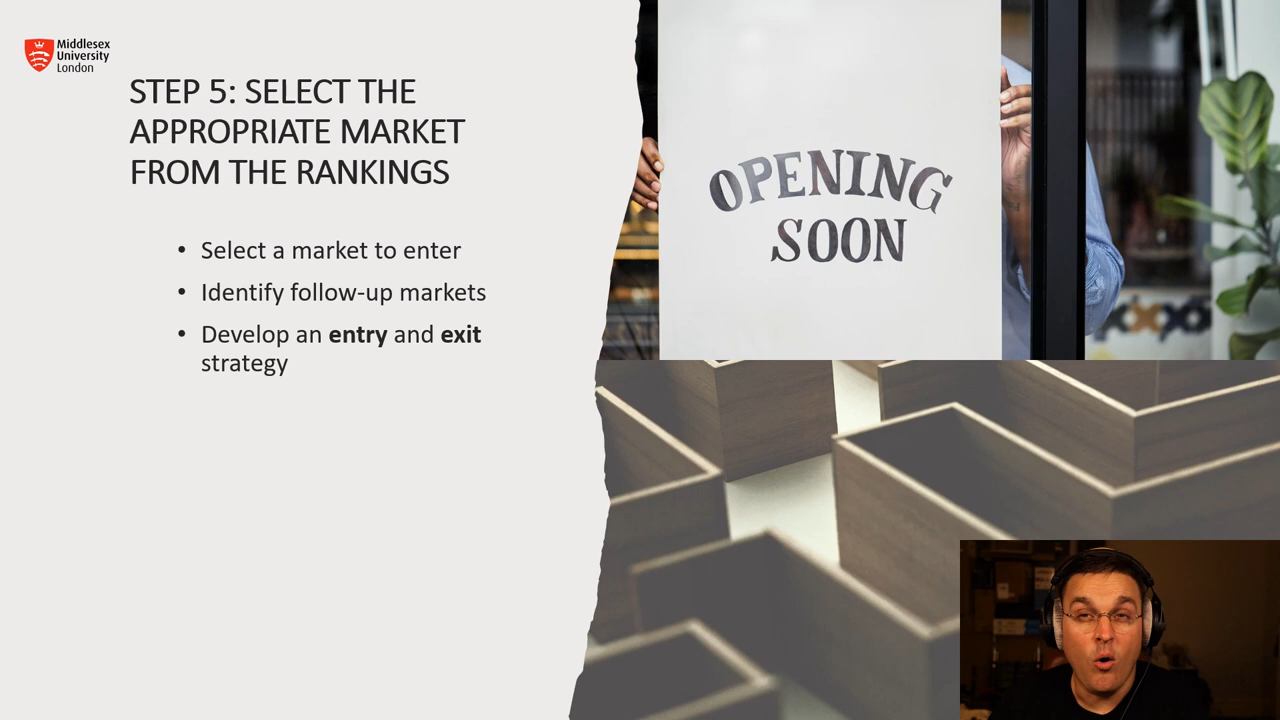 Middlesex
University
London
STEP 5: SELECT THE
APPROPRIATE MARKET
FROM THE RANKINGS
• Select a market to enter
• Identify follow-up markets
• Develop an entry and exit
strategy
OPENING
SOON